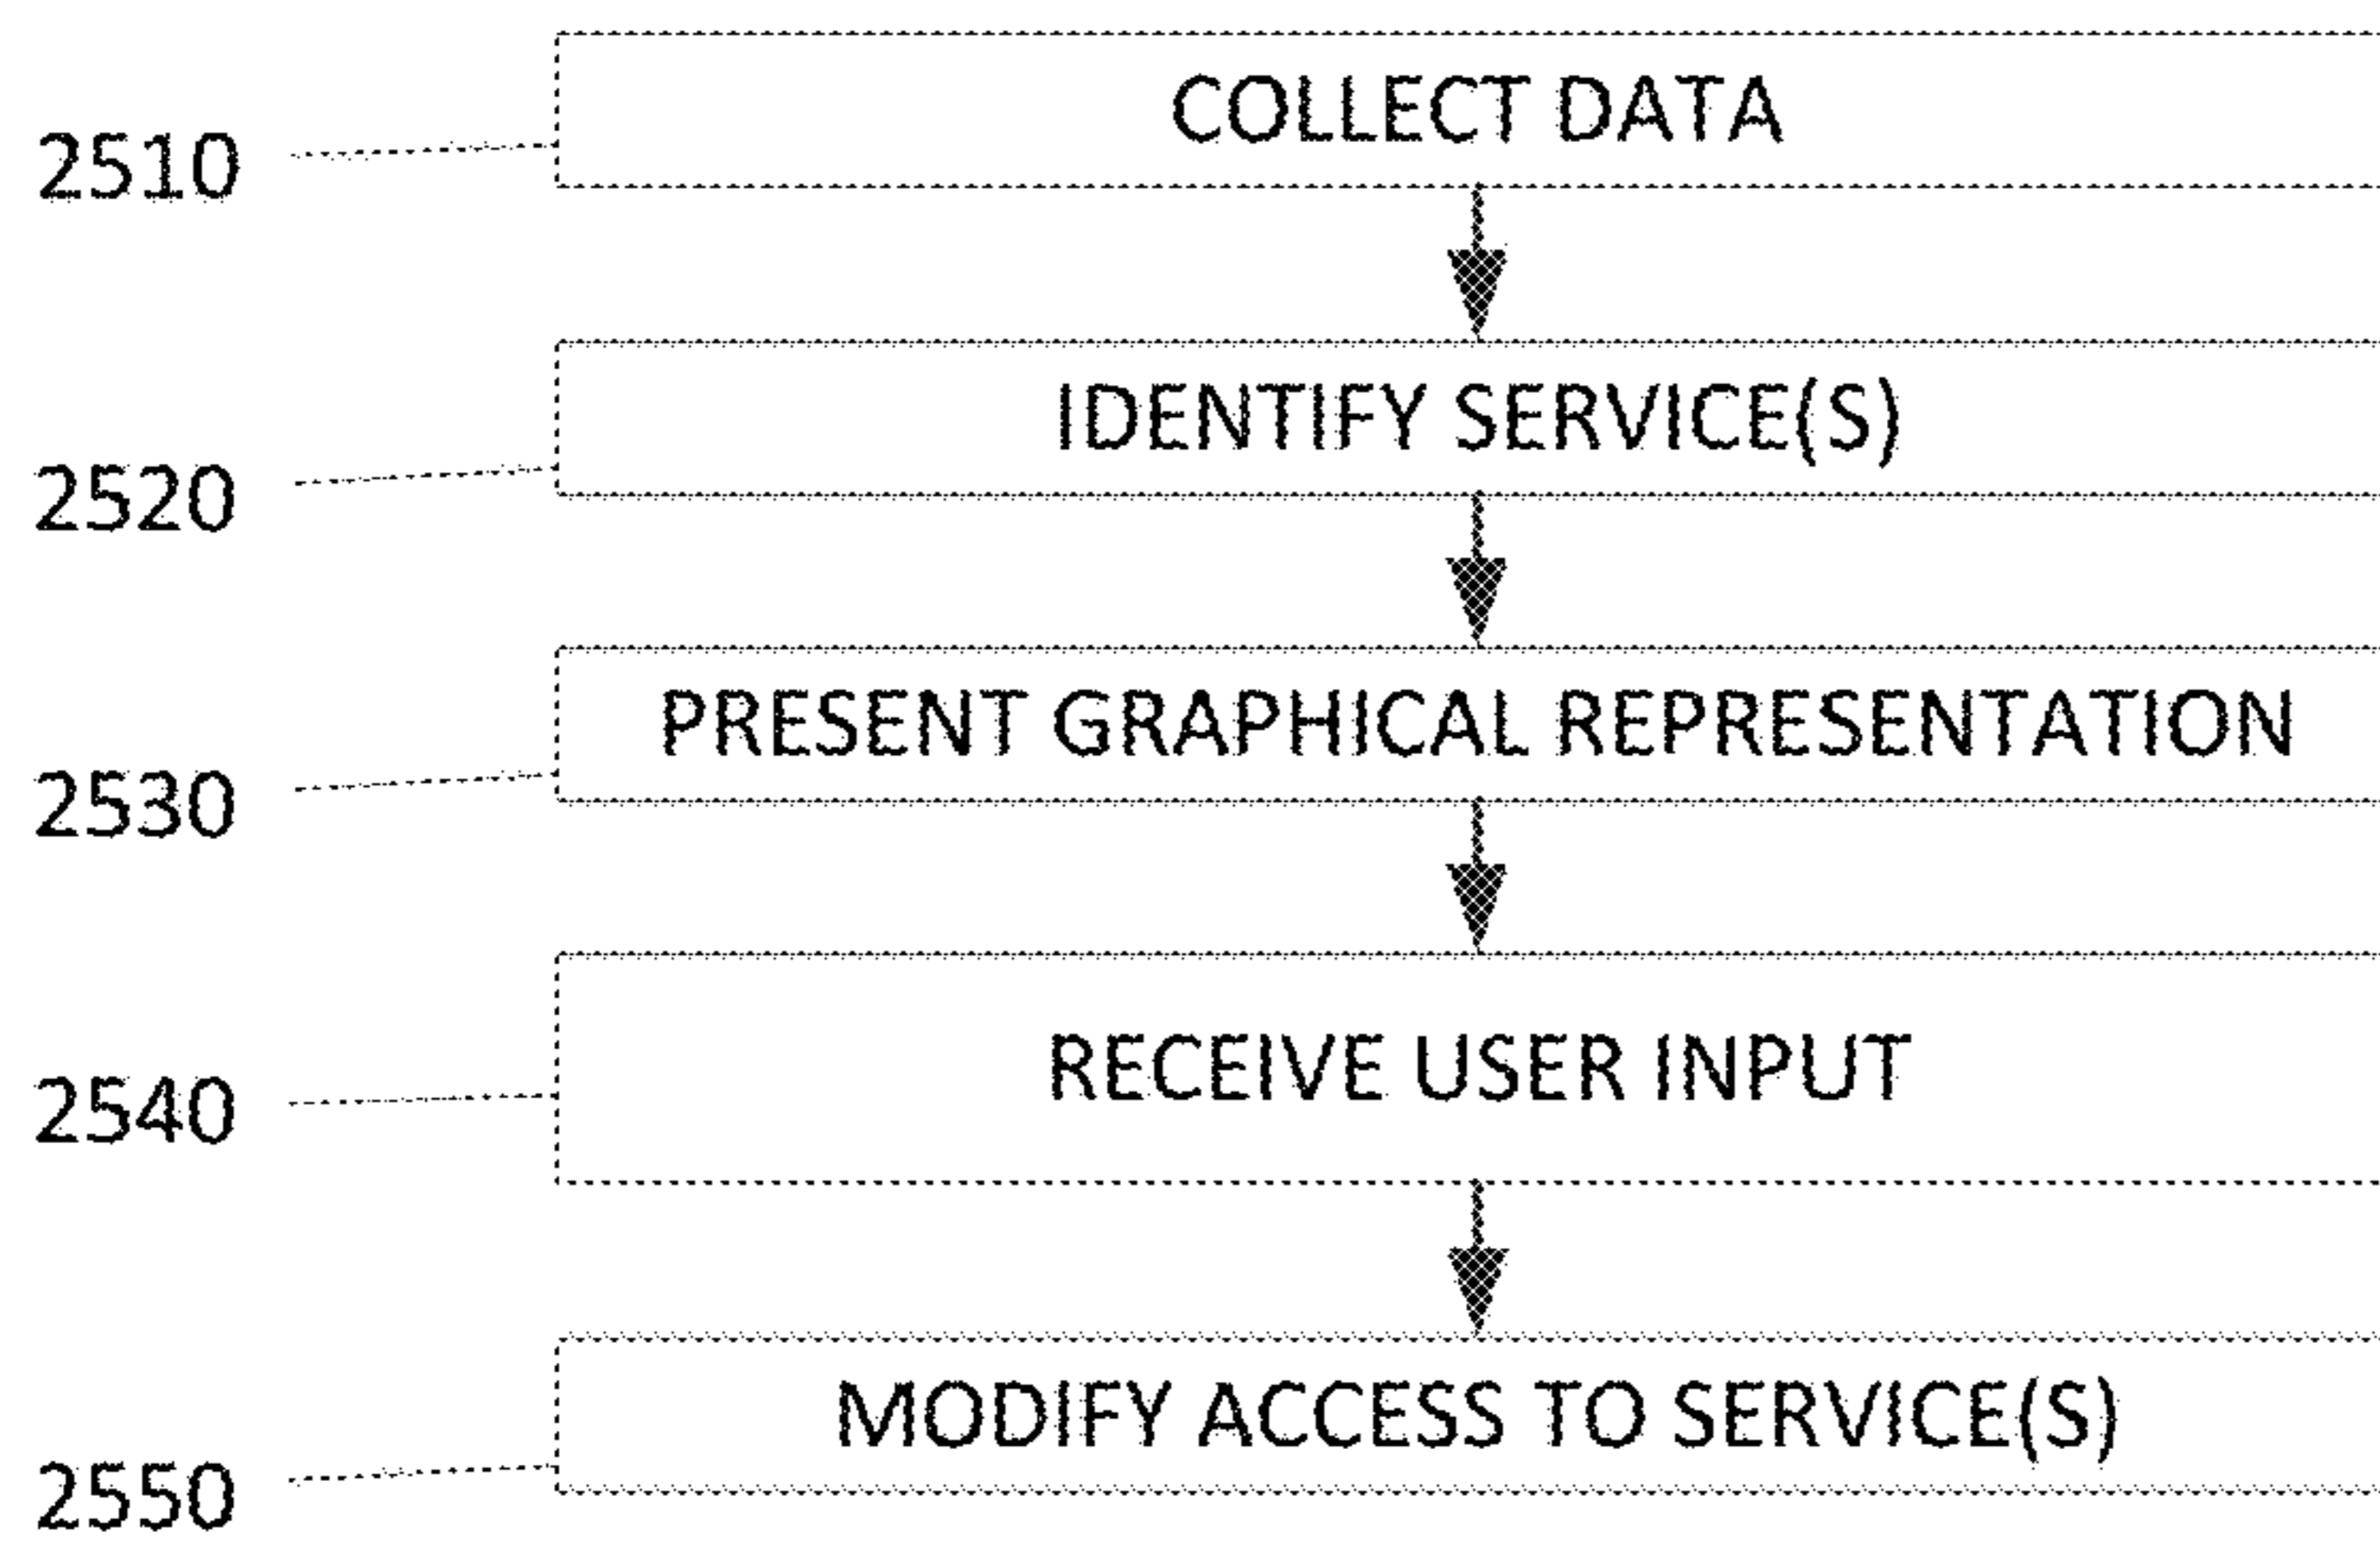 COLLECT DATA
2510
IDENTIFY SERVICE(S)
2520
PRESENT GRAPHICAL REPRESENTATION
2530
RECEIVE USER INPUT
2540
MODIFY ACCESS TO SERVICE(S)
2550